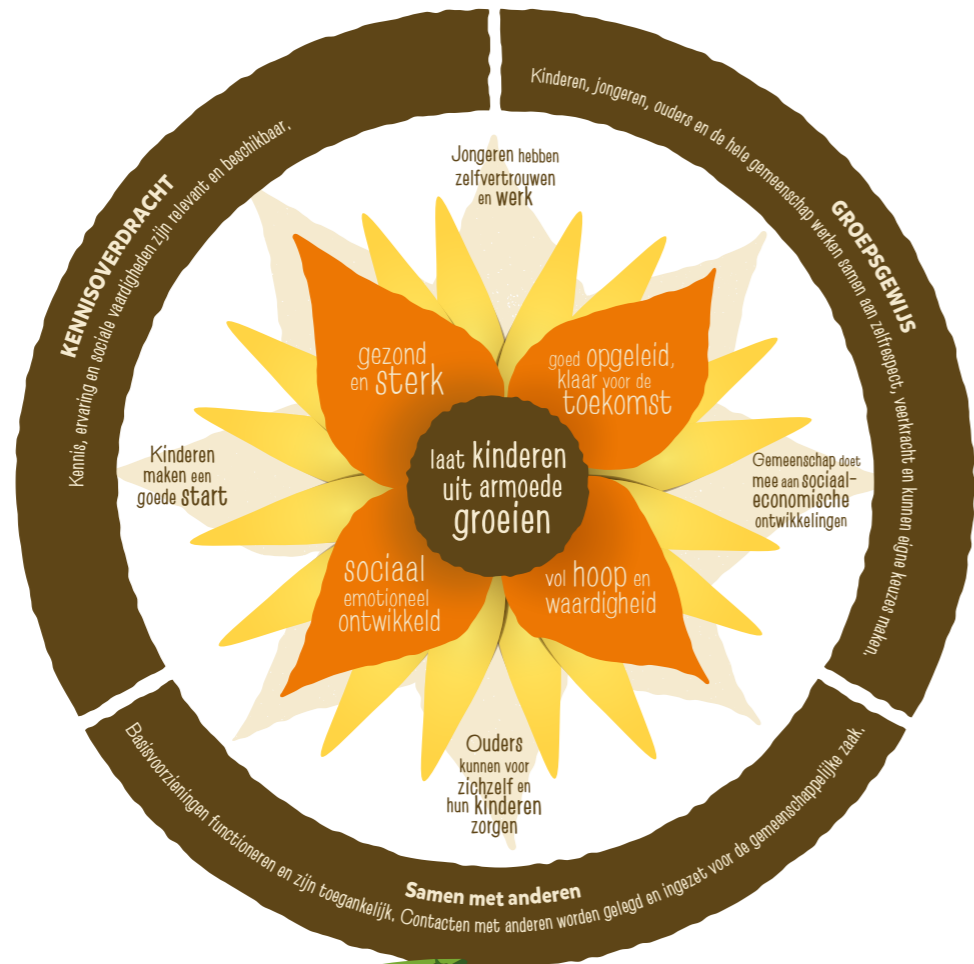 KENNISOVERDRACHT
Kennis, ervaring en sociale vaardigheden zijn relevant en beschikbaar.
GROEPSGEWIJS
Kinderen, jongeren, ouders en de hele gemeenschap werken samen aan zelfrespect, veerkracht en kunnen eigne keuzes maken.
Jongeren hebben
zelfvertrouwen
en werk
gezond
en sterk
goed opgeleid,
klaar voor de
toekomst
Kinderen
maken een
goede start
laat kinderen
uit armoede
groeien
Gemeenschap doet
mee aan sociaal-
economische
ontwikkelingen
sociaal
emotioneel
ontwikkeld
vol hoop en
waardigheid
Ouders
kunnen voor
zichzelf en
hun kinderen
zorgen
Samen met anderen
Basisvoorzieningen functioneren en zijn toegankelijk. Contacten met anderen worden gelegd en ingezet voor de gemeenschappelijke zaak.